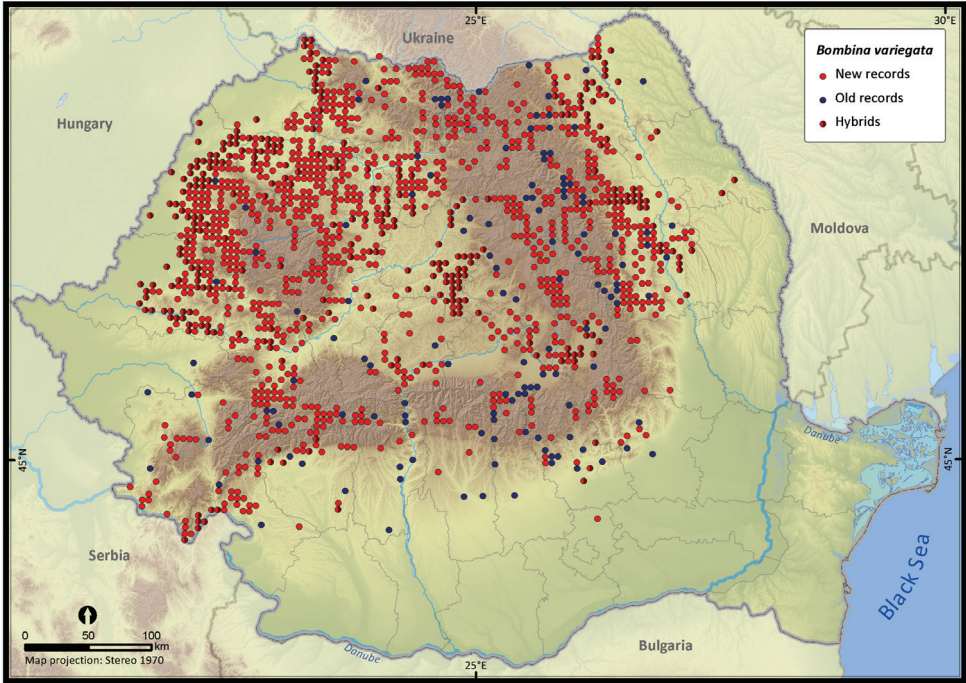 25°E
30°E
Ukraine
Bombina variegata
New records
Old records
Hybrids
Hungary
Moldova
Danube
45°N
45°N
Serbia
Black Sea
0 50 100
km
Map projection: Stereo 1970
Danube
25°E
Bulgaria